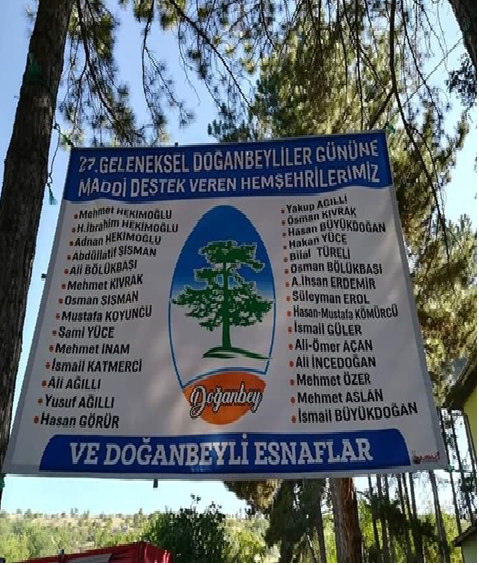 27. GELENEKSEL DOĞANBEYLİLER GÜNÜNE
MADDİ DESTEK VEREN HEMŞEHRİLERİMİZ
•Mehmet HEKİMOĞLU
•H.İbrahim HEKİMOĞLU
•Adnan HEKİMOĞLU
•Abdüllatif ŞİŞMAN
•Ali BÖLÜKBAŞI
•Mehmet KIVRAK
•Osman ŞİŞMAN
•Mustafa KOYUNCU
•Sami YÜCE
•Mehmet İNAM
•İsmail KATMERCİ
•Ali AĞILLI
•Yusuf AĞILLI
•Hasan GÖRÜR
•Yakup AĞILLI
•Osman KIVRAK
•Hasan BÜYÜKDOĞAN
•Hakan YÜCE
•Bilal TÜRELİ
•Osman BÖLÜKBAŞI
•A.İhsan ERDEMİR
•Süleyman EROL
•Hasan-Mustafa KÖMÜRCÜ
•İsmail GÜLER
•Ali-Ömer AÇAN
•Ali İNCEDOĞAN
•Mehmet ÖZER
•Mehmet ASLAN
•İsmail BÜYÜKDOĞAN
Doğanbey
VE DOĞANBEYLİ ESNAFLAR